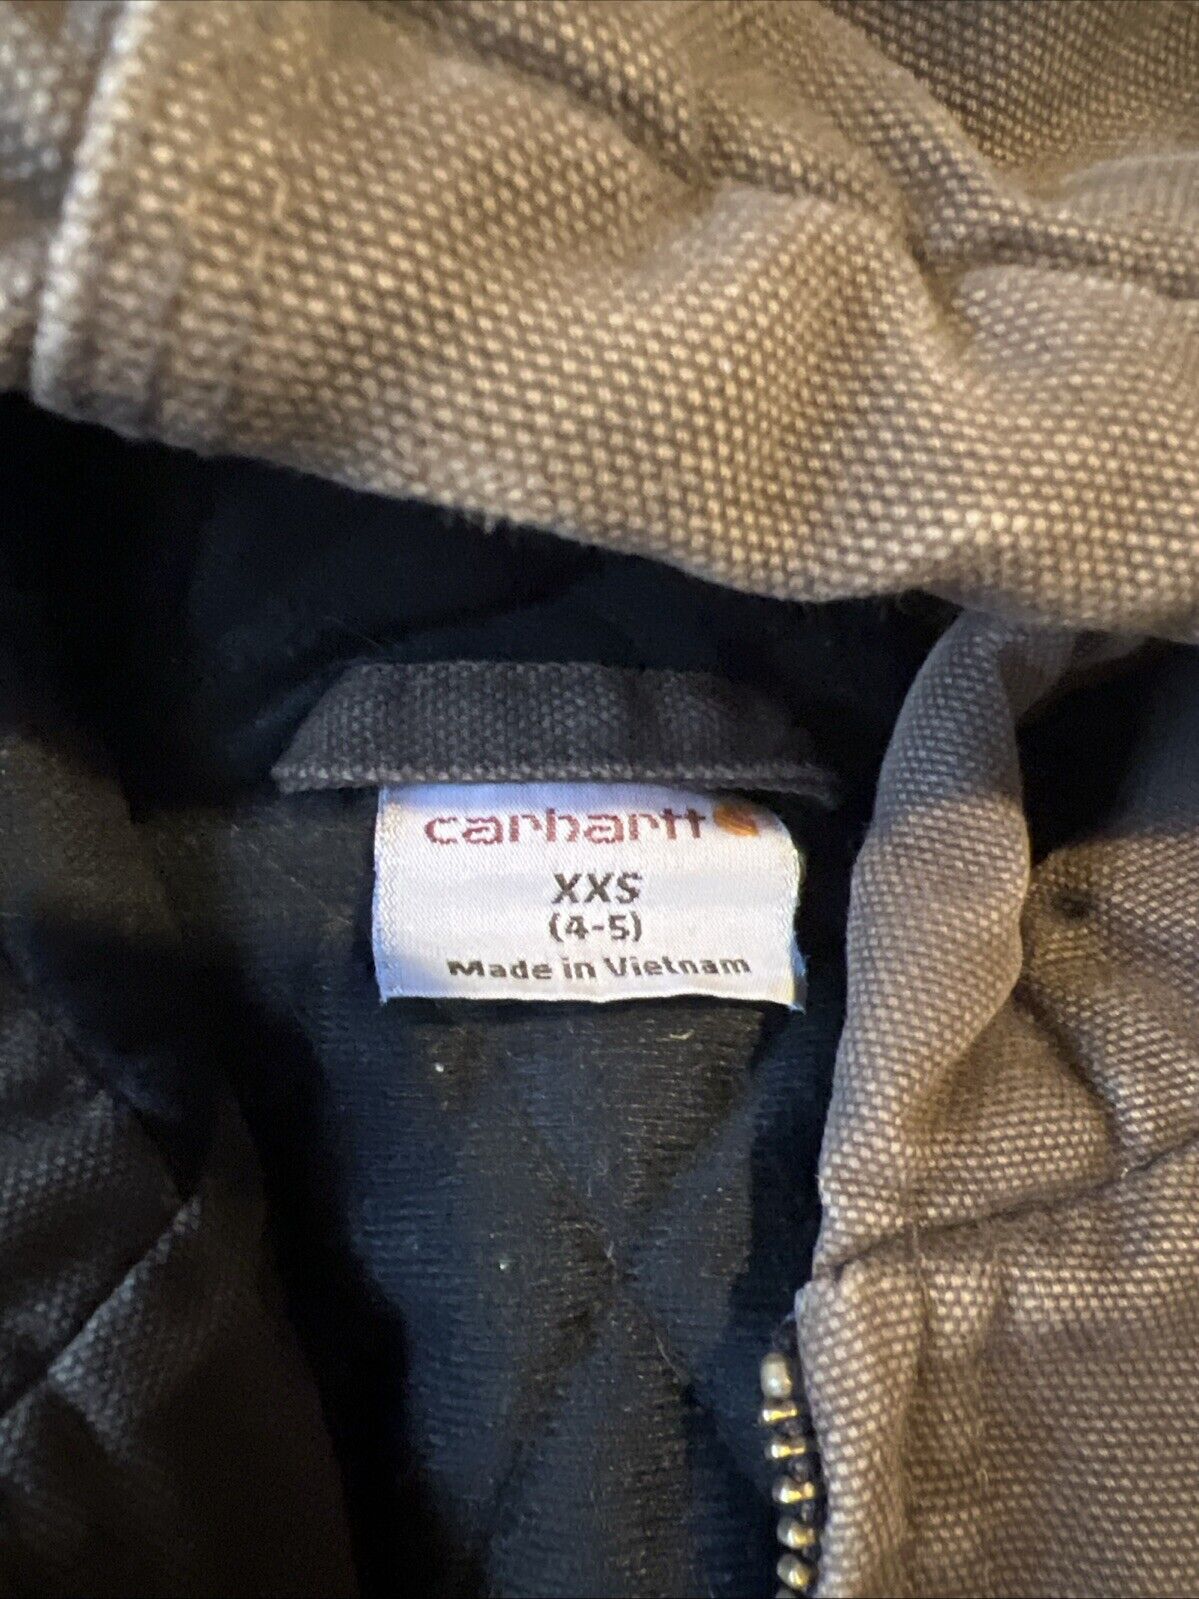 carhartt
XXS
(4-5)
Made in Vietnam